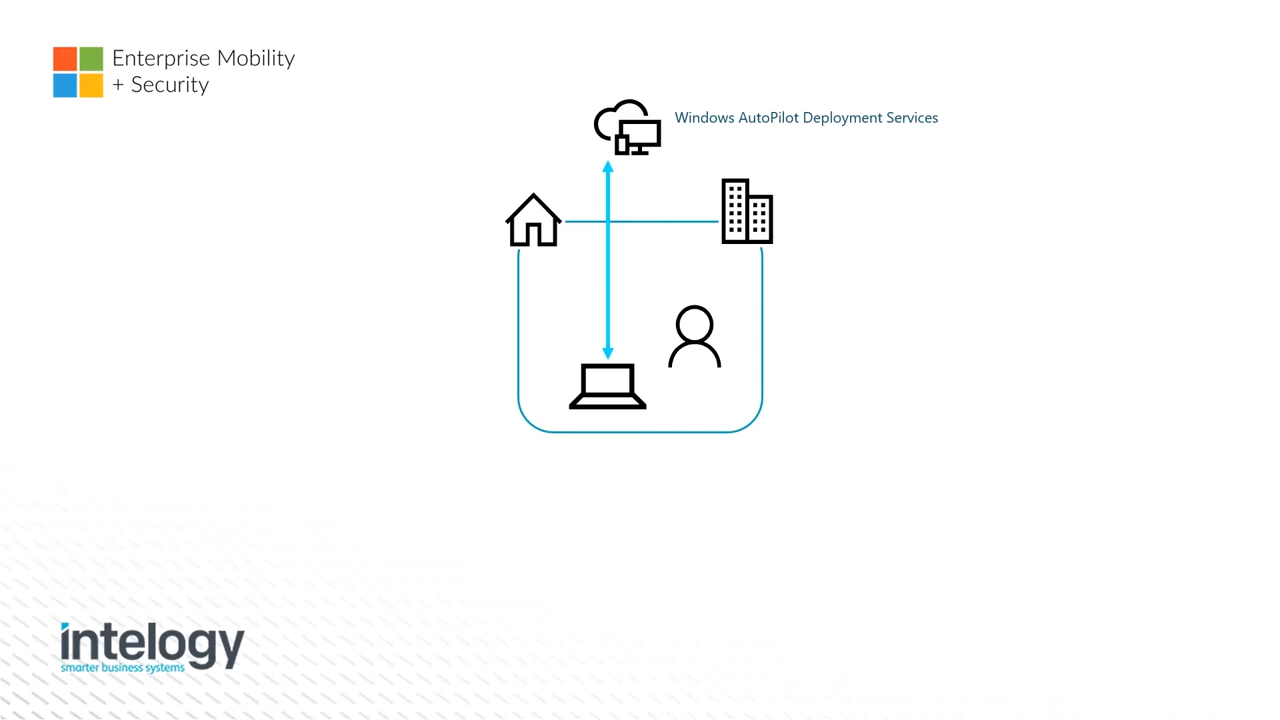 Enterprise Mobility
+ Security
Windows AutoPilot Deployment Services
intelogy
smarter business systems